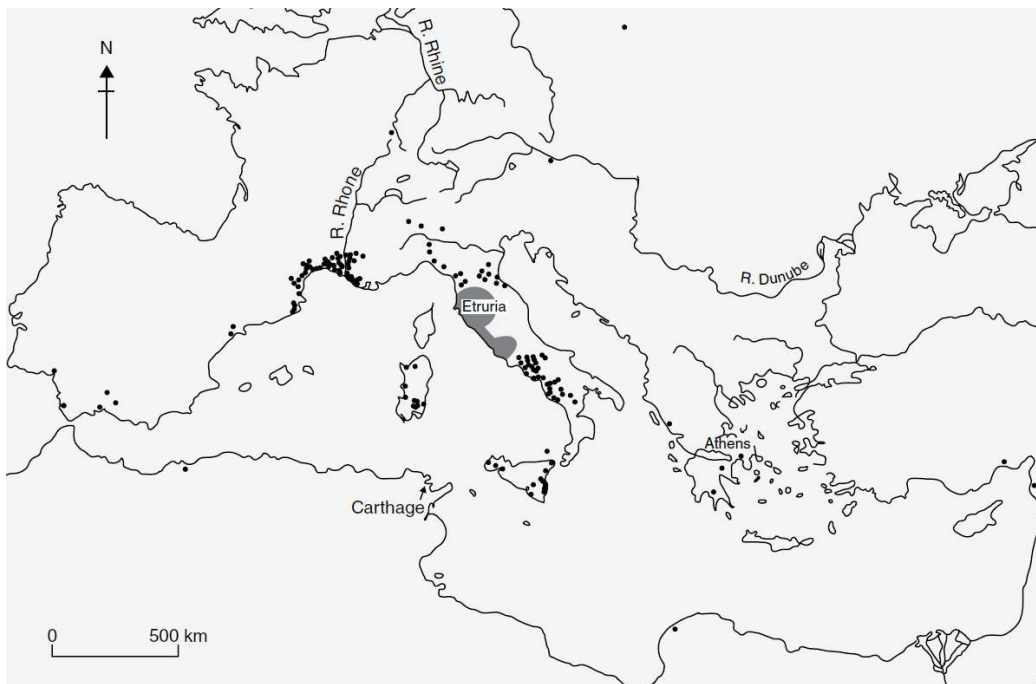 N
R. Rhine
R. Rhone
R. Dunube
Etruria
Athens
Carthage
0 500 km